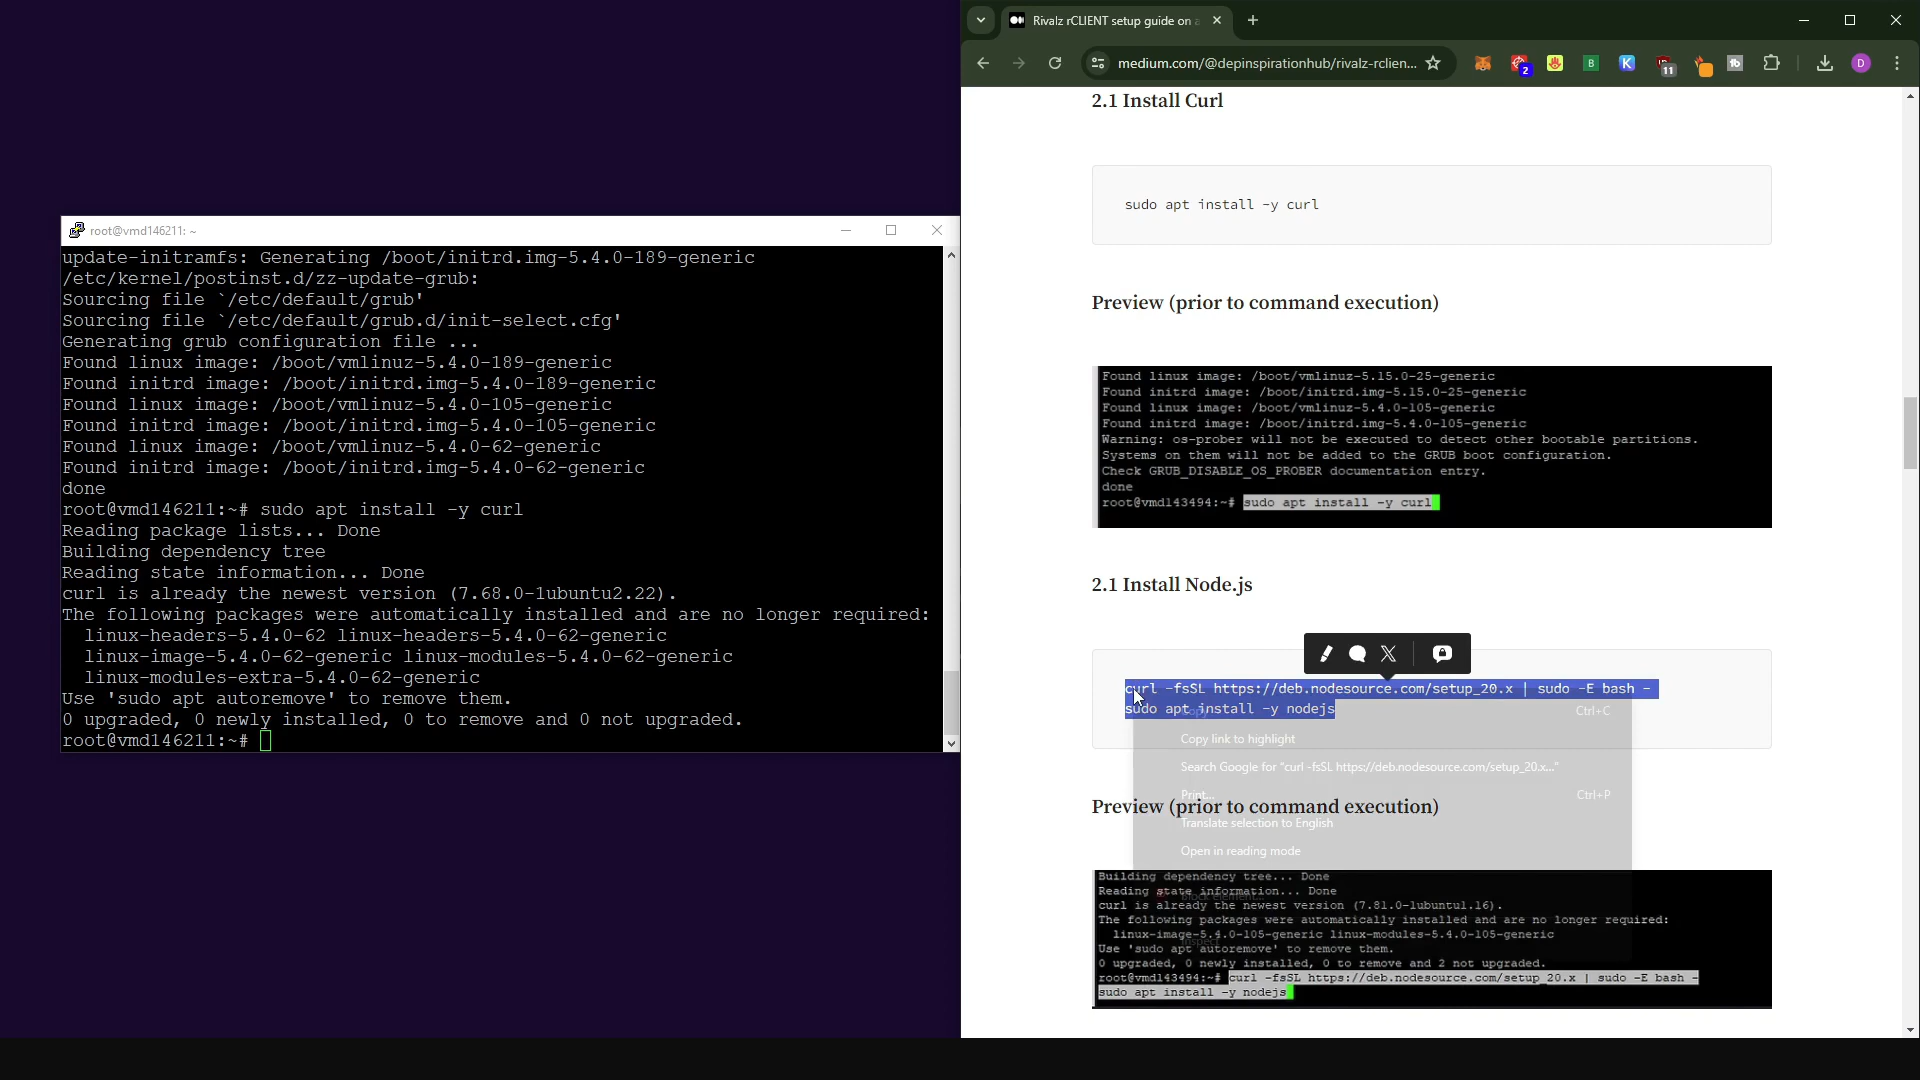 Rivalz rCLIENT setup guide on a
medium.com/@depinspirationhub/rivalz-rclien...
2
B
K
11
D
root@vmd146211: ~
update-initramfs: Generating /boot/initrd.img-5.4.0-189-generic
/etc/kernel/postinst.d/zz-update-grub:
Sourcing file `/etc/default/grub'
Sourcing file `/etc/default/grub.d/init-select.cfg'
Generating grub configuration file ...
Found linux image: /boot/vmlinuz-5.4.0-189-generic
Found initrd image: /boot/initrd.img-5.4.0-189-generic
Found linux image: /boot/vmlinuz-5.4.0-105-generic
Found initrd image: /boot/initrd.img-5.4.0-105-generic
Found linux image: /boot/vmlinuz-5.4.0-62-generic
Found initrd image: /boot/initrd.img-5.4.0-62-generic
done
root@vmd146211:~# sudo apt install -y curl
Reading package lists... Done
Building dependency tree
Reading state information... Done
curl is already the newest version (7.68.0-1ubuntu2.22).
The following packages were automatically installed and are no longer required:
linux-headers-5.4.0-62 linux-headers-5.4.0-62-generic
linux-image-5.4.0-62-generic linux-modules-5.4.0-62-generic
linux-modules-extra-5.4.0-62-generic
Use 'sudo apt autoremove' to remove them.
0 upgraded, 0 newly installed, 0 to remove and 0 not upgraded.
root@vmd146211:~#
2.1 Install Curl
sudo apt install -y curl
Preview (prior to command execution)
Found linux image: /boot/vmlinuz-5.15.0-25-generic
Found initrd image: /boot/initrd.img-5.15.0-25-generic
Found linux image: /boot/vmlinuz-5.4.0-105-generic
Found initrd image: /boot/initrd.img-5.4.0-105-generic
Warning: os-prober will not be executed to detect other bootable partitions.
Systems on them will not be added to the GRUB boot configuration.
Check GRUB_DISABLE_OS_PROBER documentation entry.
done
root@vmd143494:~# sudo apt install -y curl
2.1 Install Node.js
curl -fsSL https://deb.nodesource.com/setup_20.x | sudo -E bash -
sudo apt install -y nodejs
Copy Ctrl+C
Copy link to highlight
Search Google for "curl -fsSL https://deb.nodesource.com/setup_20.x..."
Print... Ctrl+P
Preview (prior to command execution)
Translate selection to English
Open in reading mode
Block element...
Inspect
Building dependency tree... Done
Reading state information... Done
curl is already the newest version (7.81.0-1ubuntu1.16).
The following packages were automatically installed and are no longer required:
linux-image-5.4.0-105-generic linux-modules-5.4.0-105-generic
Use 'sudo apt autoremove' to remove them.
0 upgraded, 0 newly installed, 0 to remove and 2 not upgraded.
root@vmd143494:~# curl -fsSL https://deb.nodesource.com/setup_20.x | sudo -E bash -
sudo apt install -y nodejs